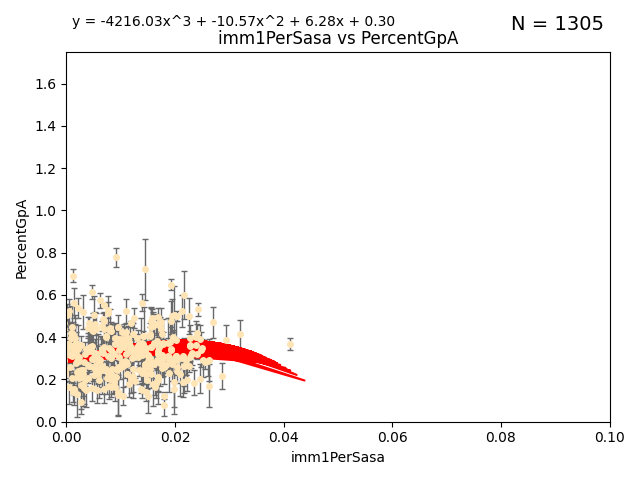 y = -4216.03x^3 + -10.57x^2 + 6.28x + 0.30
N = 1305
imm1PerSasa vs PercentGpA
1.6
1.4
1.2
1.0
0.8
0.6
0.4
0.2
0.0
PercentGpA
0.00 0.02 0.04 0.06 0.08 0.10
imm1PerSasa